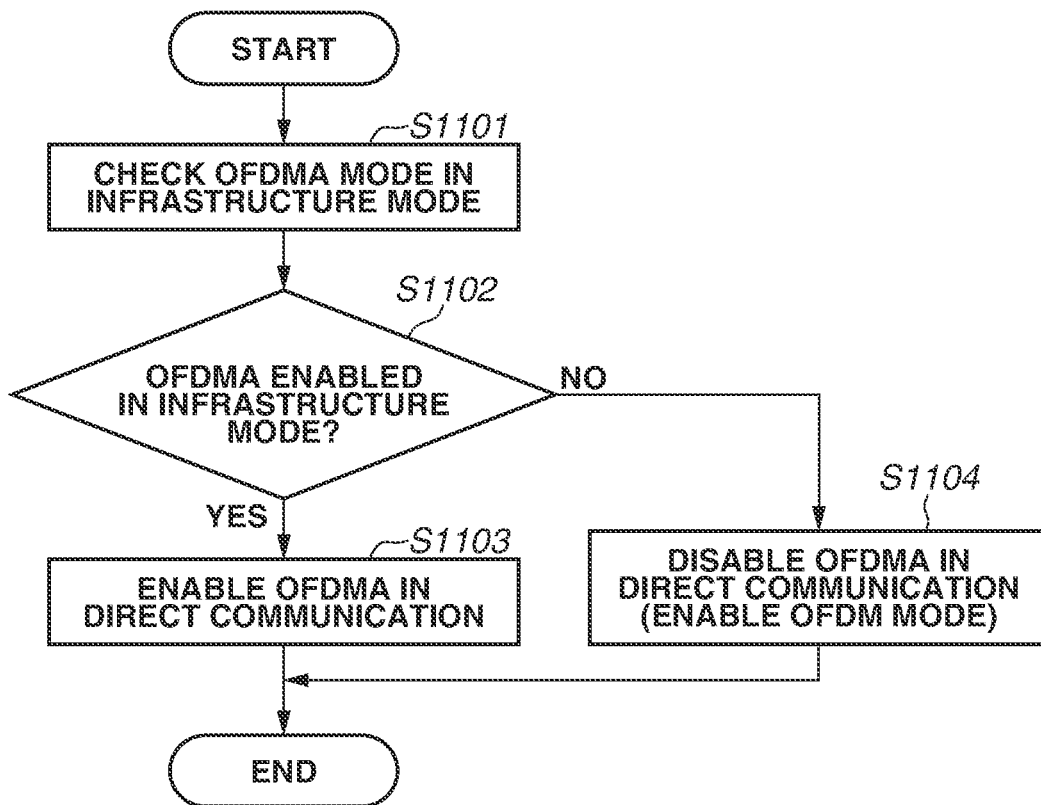 START
S1101
CHECK OFDMA MODE IN
INFRASTRUCTURE MODE
S1102
OFDMA ENABLED
IN INFRASTRUCTURE
MODE?
NO
YES
S1103
ENABLE OFDMA IN
DIRECT COMMUNICATION
S1104
DISABLE OFDMA IN
DIRECT COMMUNICATION
(ENABLE OFDM MODE)
END